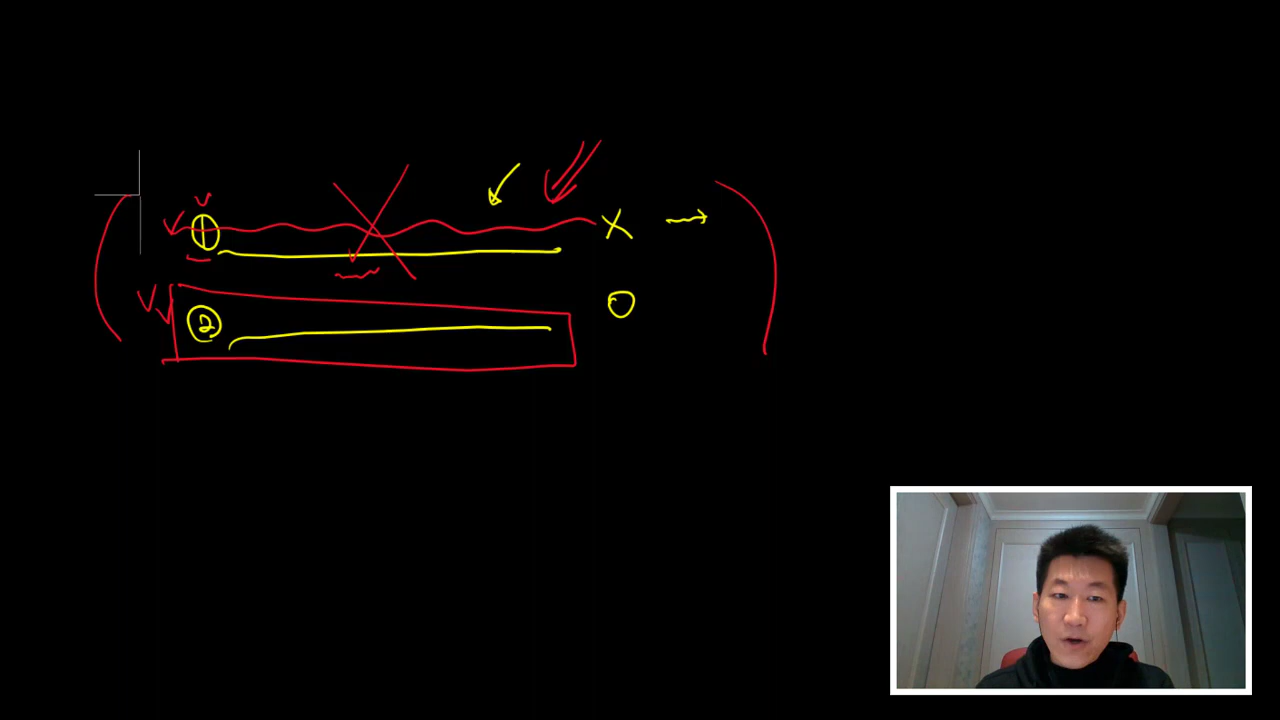 ① X →
② O